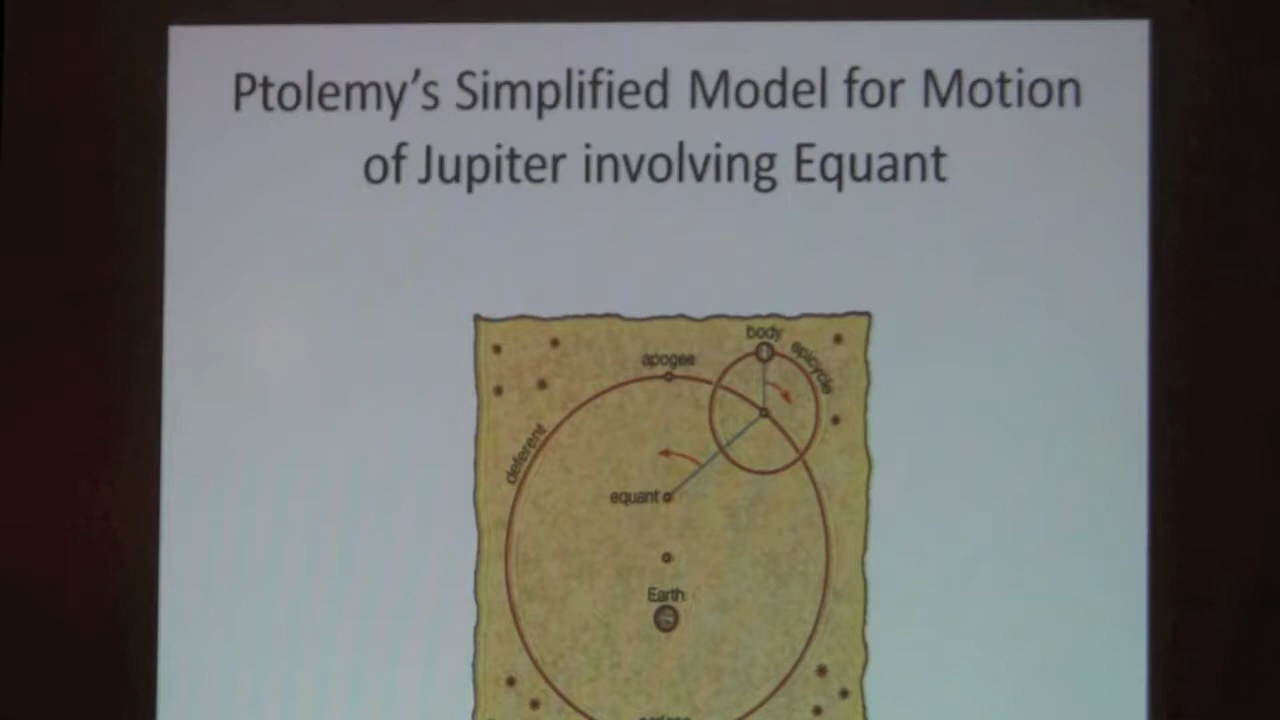 Ptolemy's Simplified Model for Motion
of Jupiter involving Equant
body
epicycle
apogee
deferent
equant
Earth